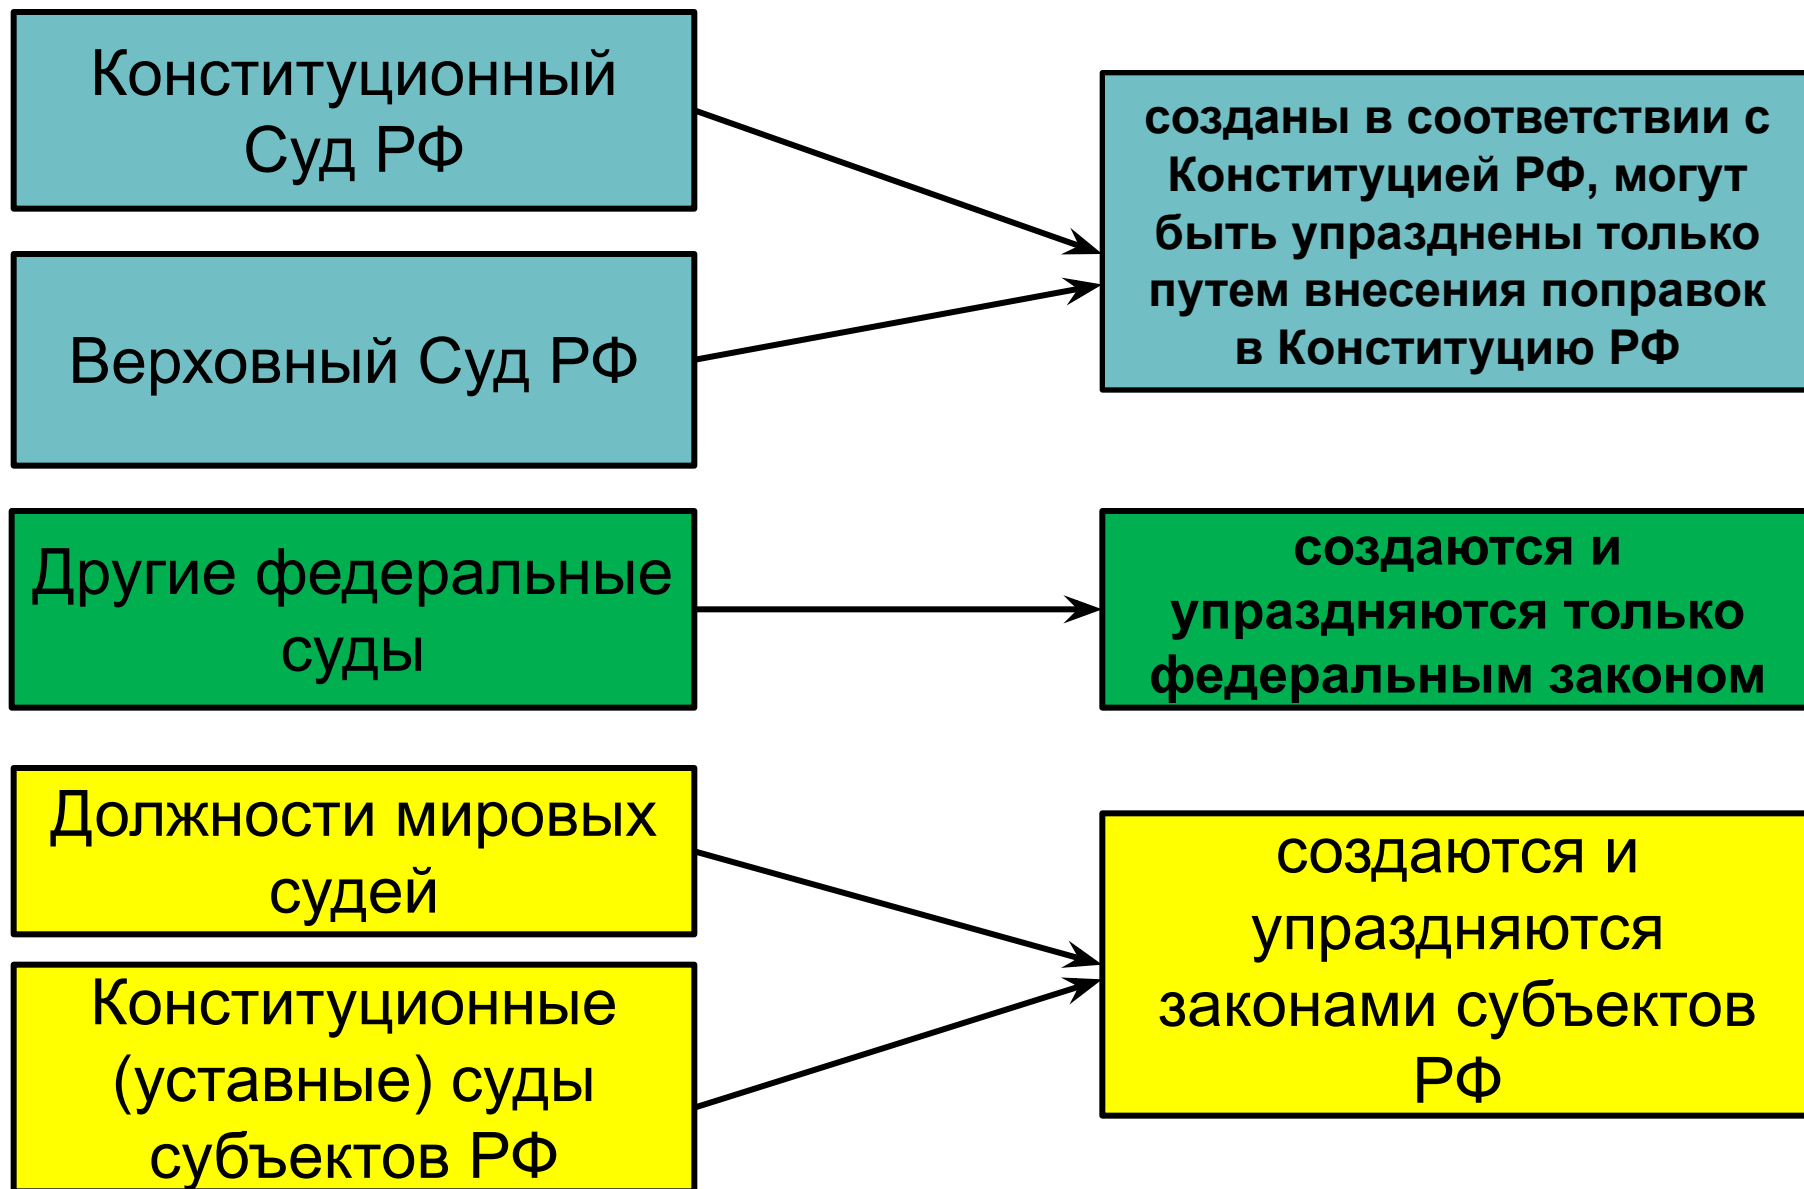 Конституционный
Суд РФ
созданы в соответствии с
Конституцией РФ, могут
быть упразднены только
путем внесения поправок
в Конституцию РФ
Верховный Суд РФ
Другие федеральные
суды
создаются и
упраздняются только
федеральным законом
Должности мировых
судей
создаются и
упраздняются
законами субъектов
РФ
Конституционные
(уставные) суды
субъектов РФ